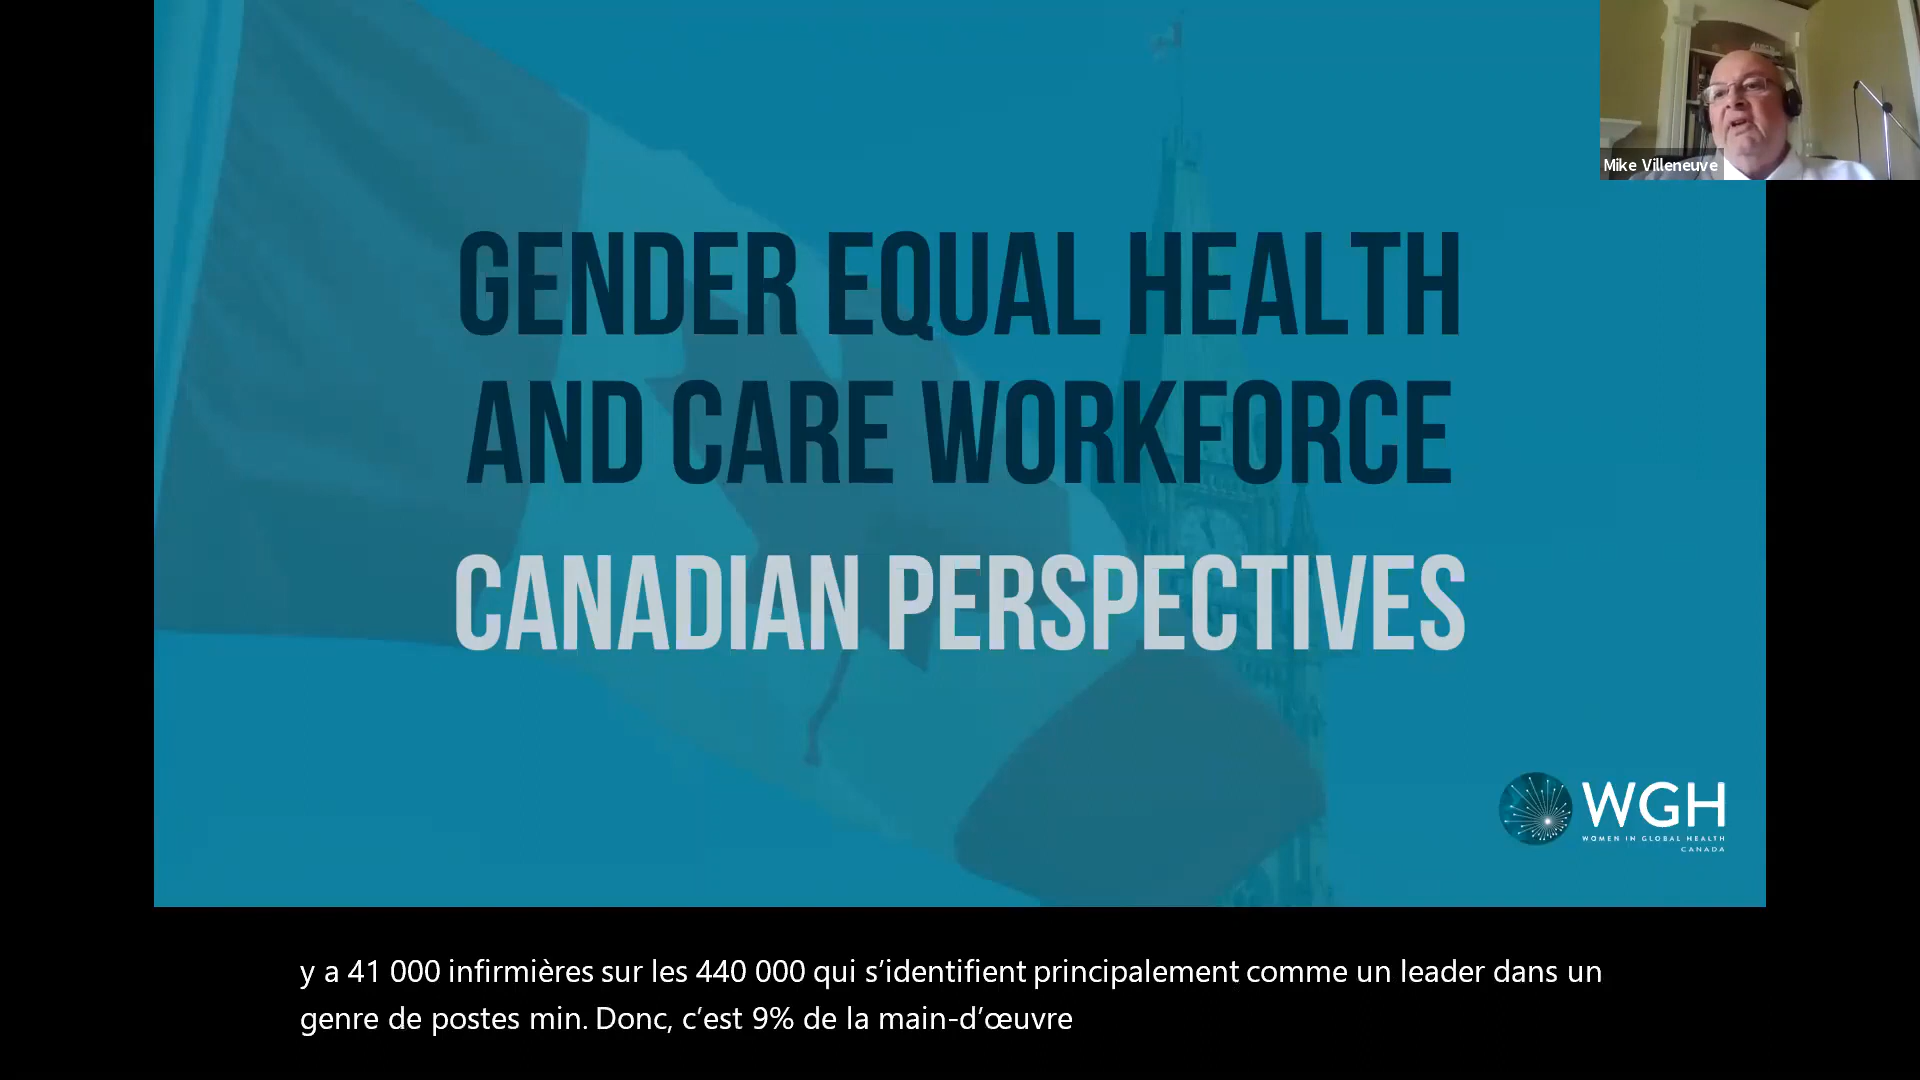 Mike Villeneuve
GENDER EQUAL HEALTH
AND CARE WORKFORCE
CANADIAN PERSPECTIVES
WGH
WOMEN IN GLOBAL HEALTH
CANADA
y a 41 000 infirmières sur les 440 000 qui s’identifient principalement comme un leader dans un
genre de postes min. Donc, c’est 9% de la main-d’œuvre